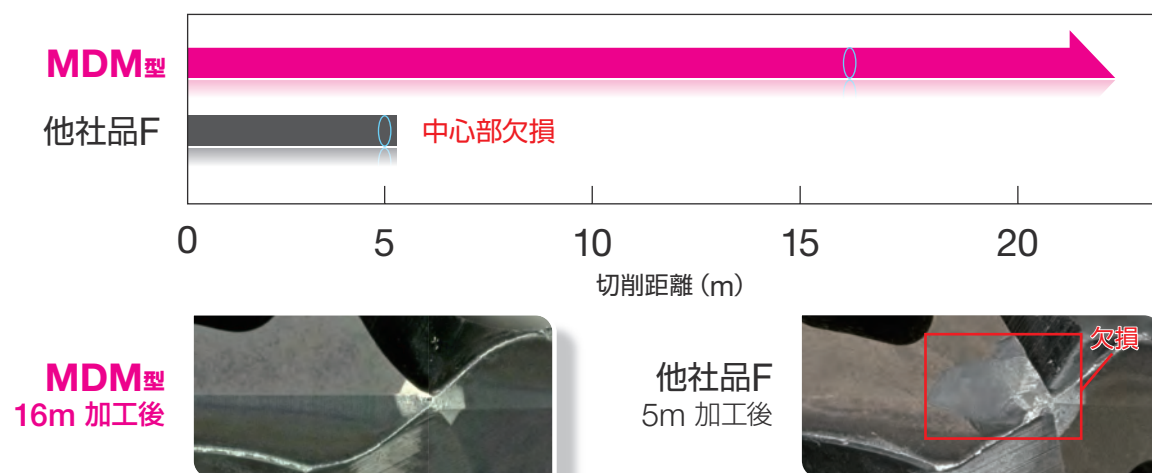 MDM型
他社品F
中心部欠損
0 5 10 15 20
切削距離（m）
MDM型
16m 加工後
他社品F
5m 加工後
欠損